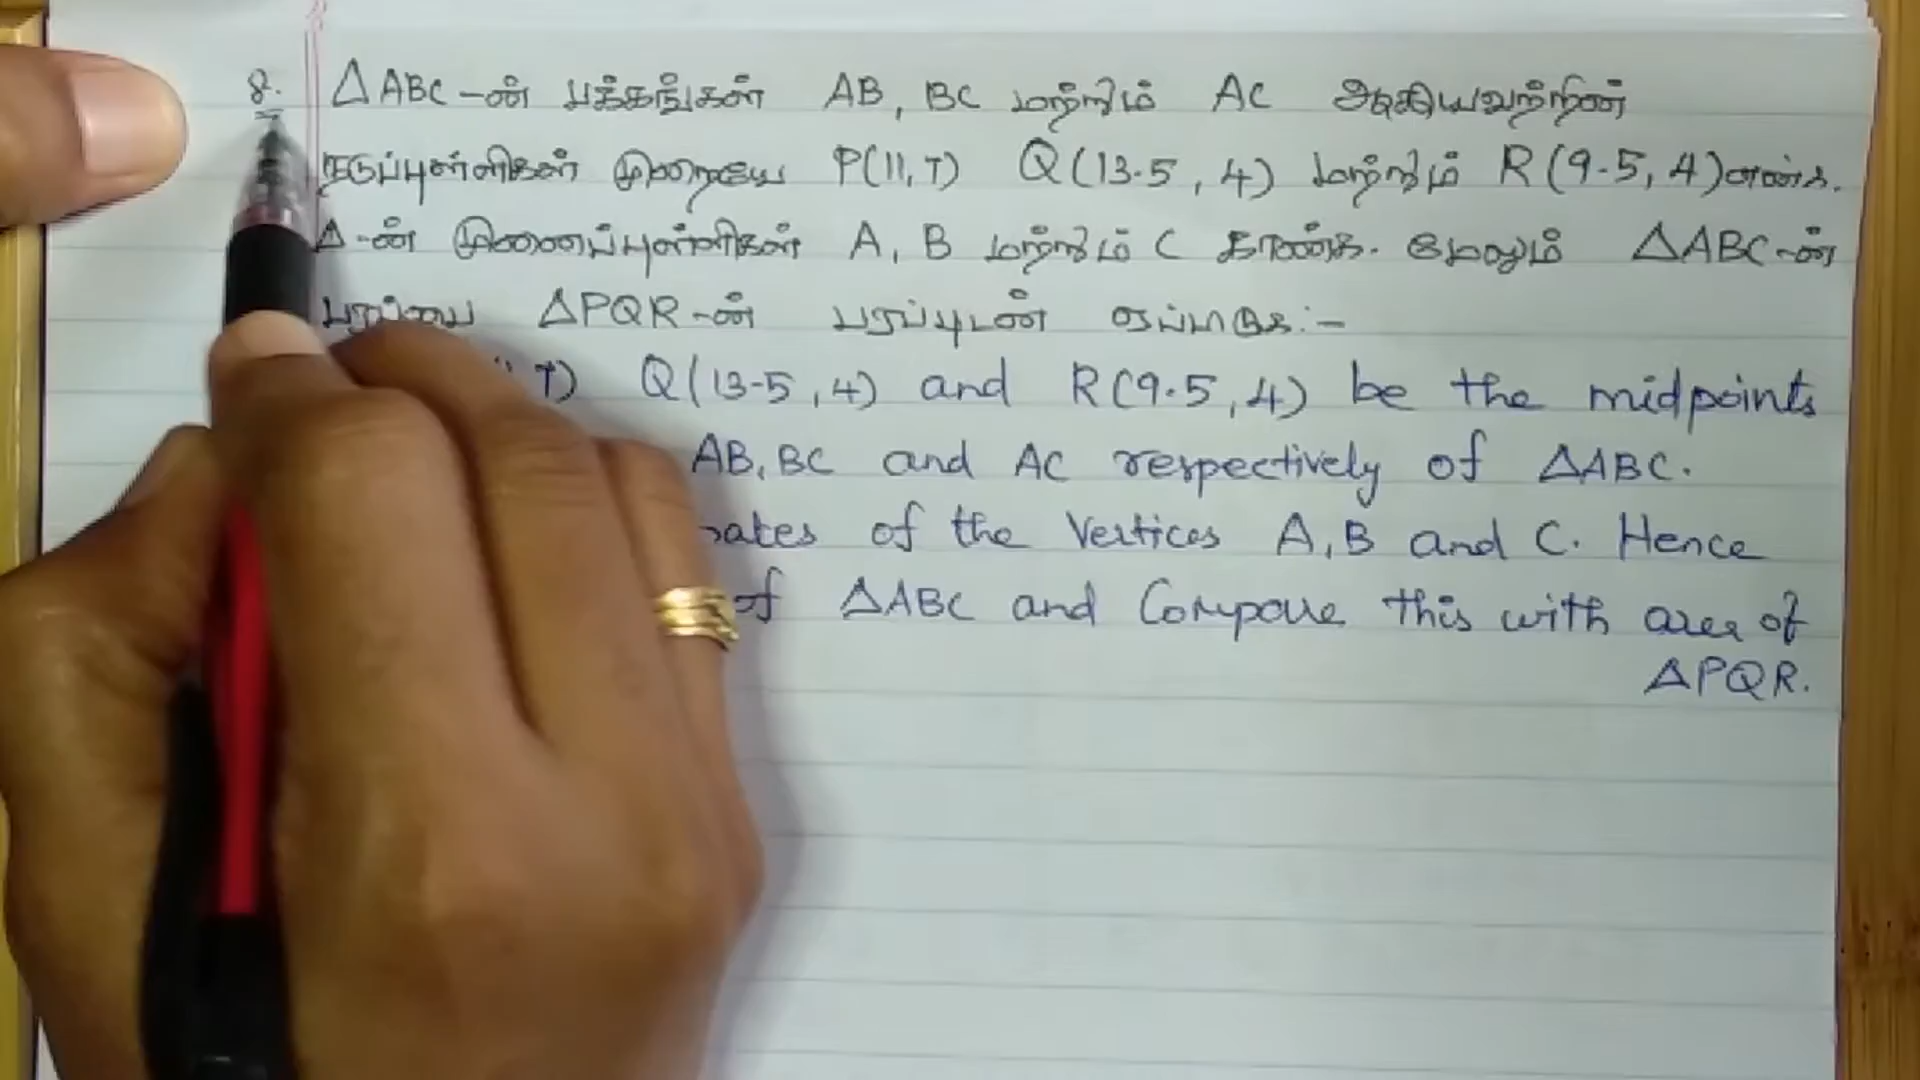 8. ΔABC-ன் பக்கங்கள் AB, BC மற்றும் AC ஆகியவற்றின்
நடுப்புள்ளிகள் முறையே P(11,7) Q(13.5, 4) மற்றும் R(9.5, 4) என்க.
Δ-ன் முனைப்புள்ளிகள் A, B மற்றும் C காண்க. மேலும் ΔABC-ன்
பரப்பை ΔPQR-ன் பரப்புடன் ஒப்பிடுக:-
7) Q(13.5, 4) and R(9.5, 4) be the midpoints
AB, BC and AC respectively of ΔABC.
of the Vertices A, B and C. Hence
of ΔABC and Compare this with area of
ΔPQR.